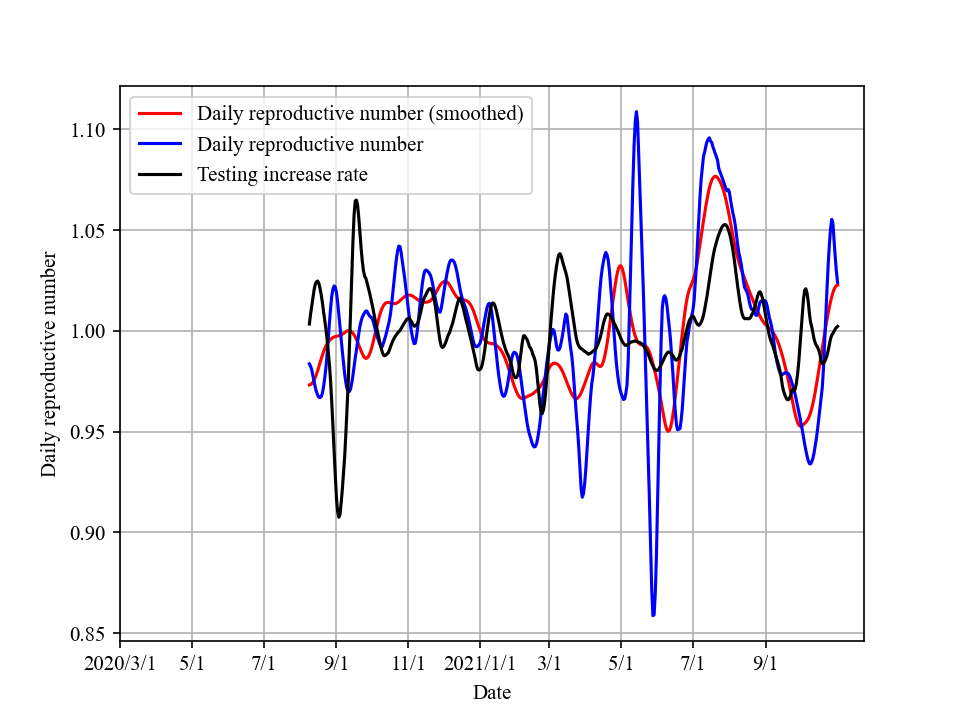 Daily reproductive number (smoothed)
Daily reproductive number
Testing increase rate
Daily reproductive number
1.10
1.05
1.00
0.95
0.90
0.85
2020/3/1 5/1 7/1 9/1 11/1 2021/1/1 3/1 5/1 7/1 9/1
Date